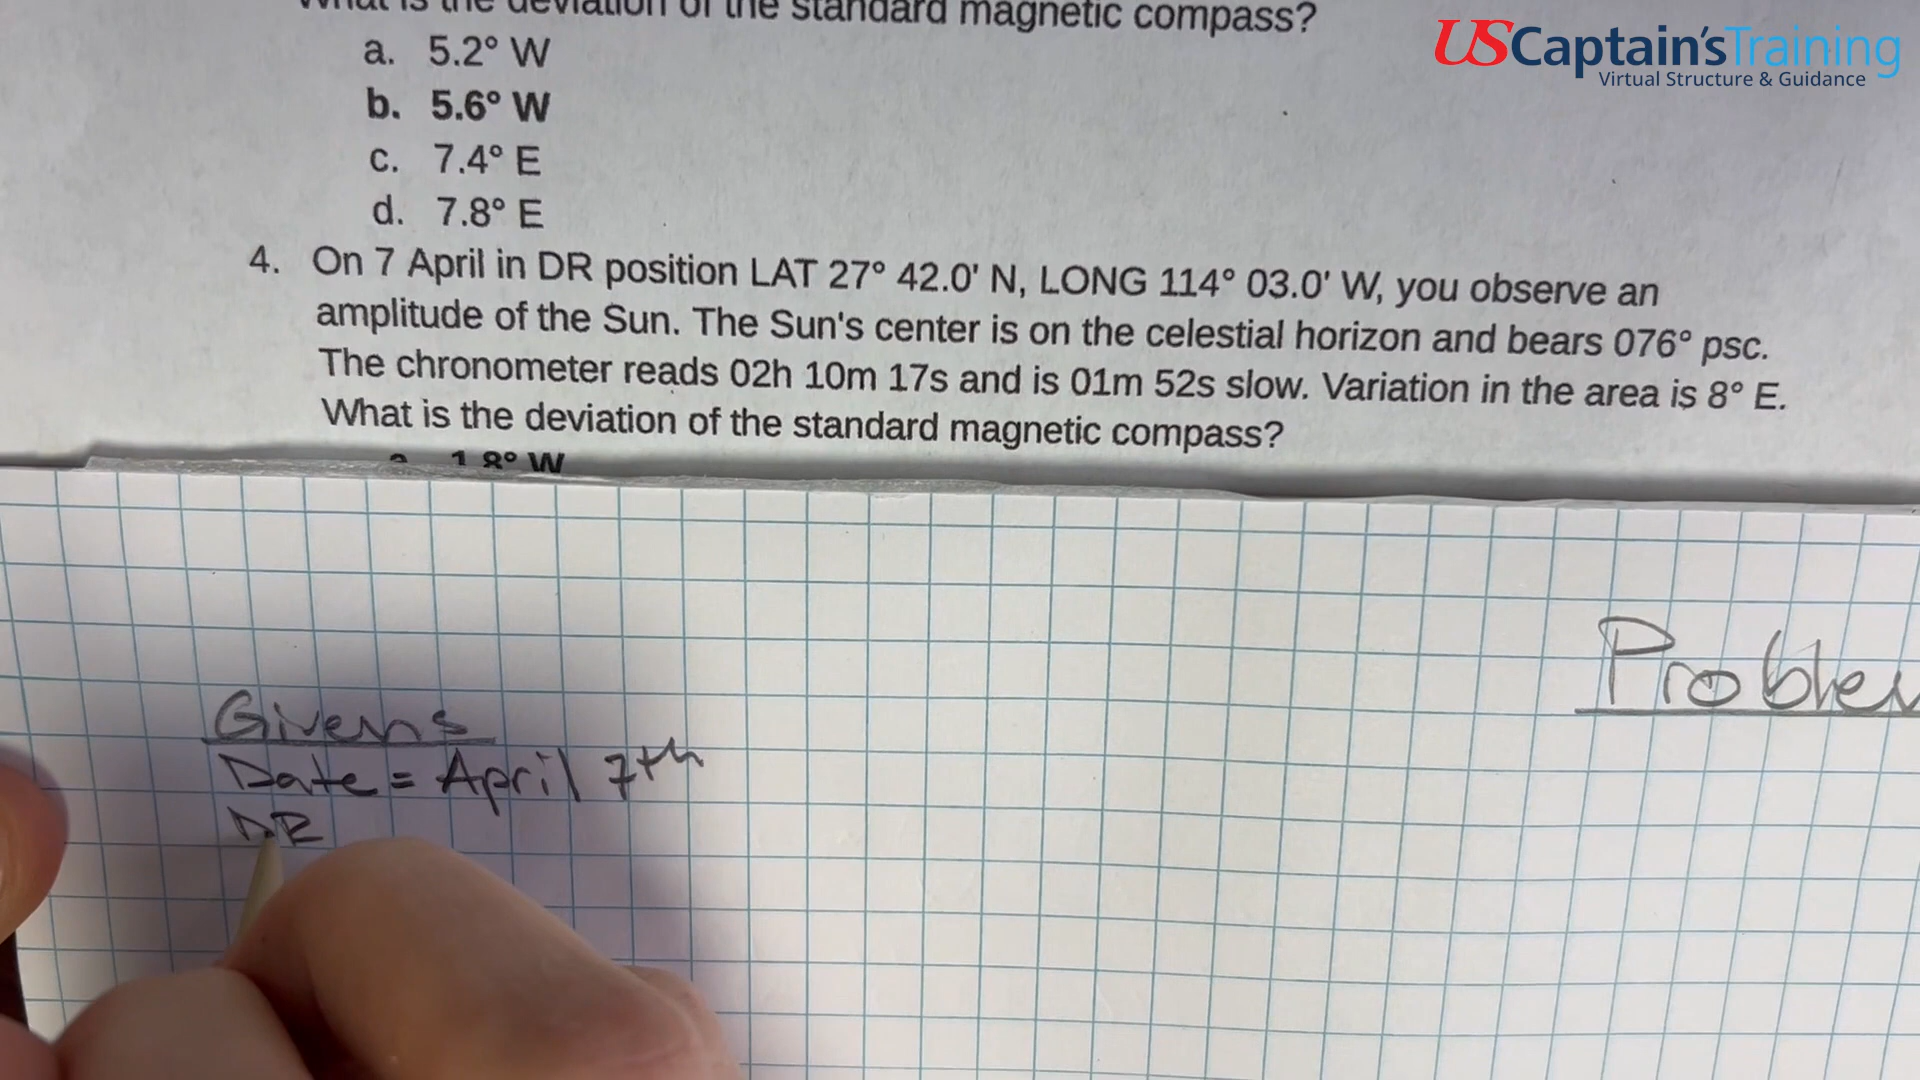 What is the deviation of the standard magnetic compass?
a. 5.2° W
b. 5.6° W
c. 7.4° E
d. 7.8° E
4. On 7 April in DR position LAT 27° 42.0' N, LONG 114° 03.0' W, you observe an
amplitude of the Sun. The Sun's center is on the celestial horizon and bears 076° psc.
The chronometer reads 02h 10m 17s and is 01m 52s slow. Variation in the area is 8° E.
What is the deviation of the standard magnetic compass?
a. 1.8° W
USCaptain'sTraining
Virtual Structure & Guidance
Givens
Date = April 7th
DR